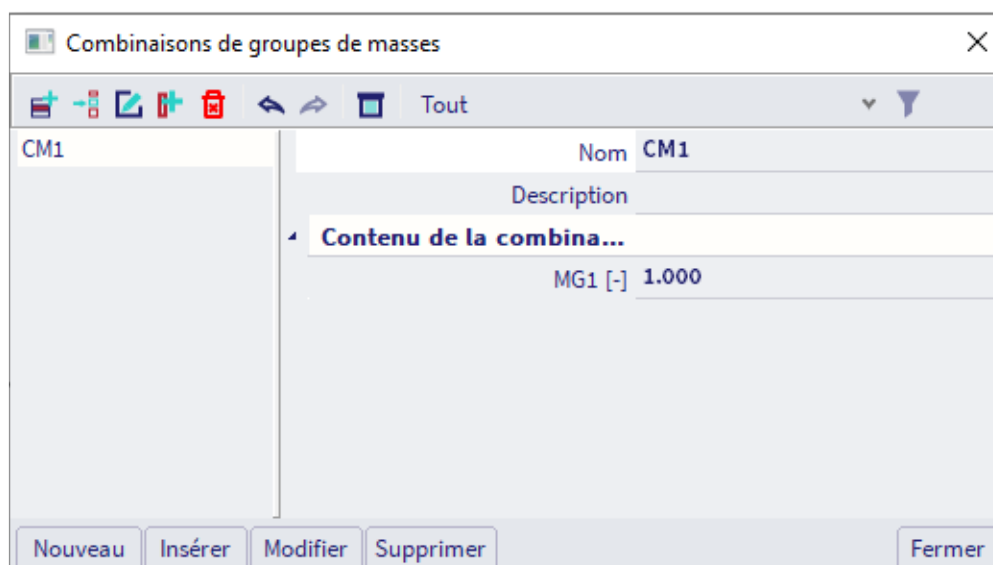 Combinaisons de groupes de masses
Tout
CM1
Nom CM1
Description
Contenu de la combina...
MG1 [-] 1.000
Nouveau Insérer Modifier Supprimer Fermer